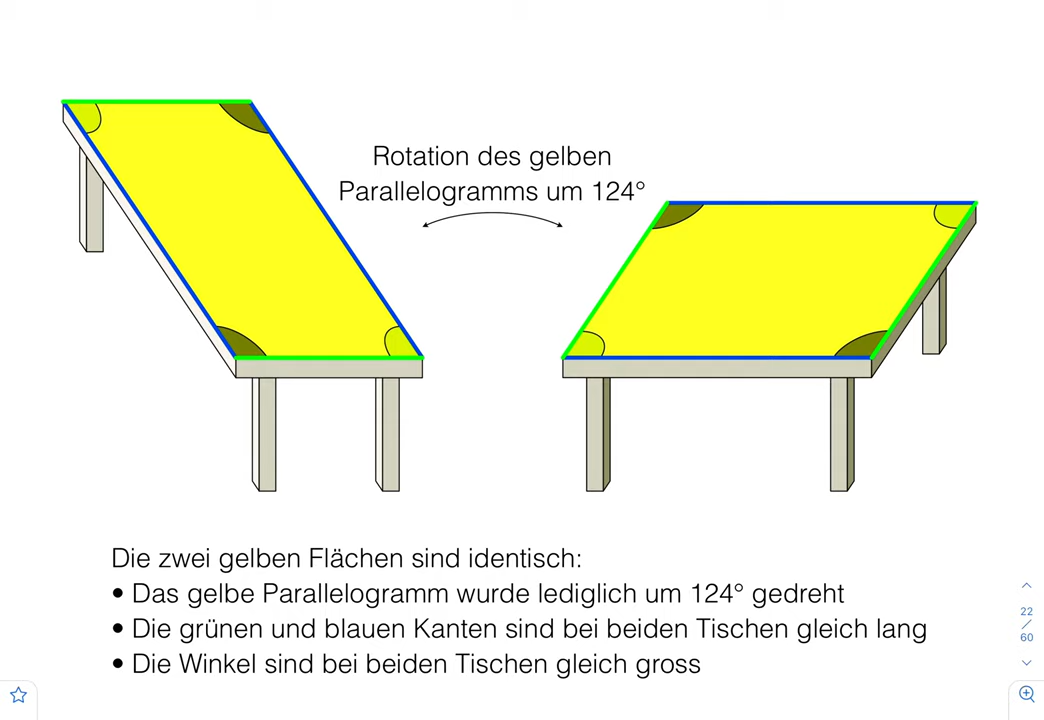 Rotation des gelben
Parallelogramms um 124°
Die zwei gelben Flächen sind identisch:
• Das gelbe Parallelogramm wurde lediglich um 124° gedreht
• Die grünen und blauen Kanten sind bei beiden Tischen gleich lang
• Die Winkel sind bei beiden Tischen gleich gross
22
/
60